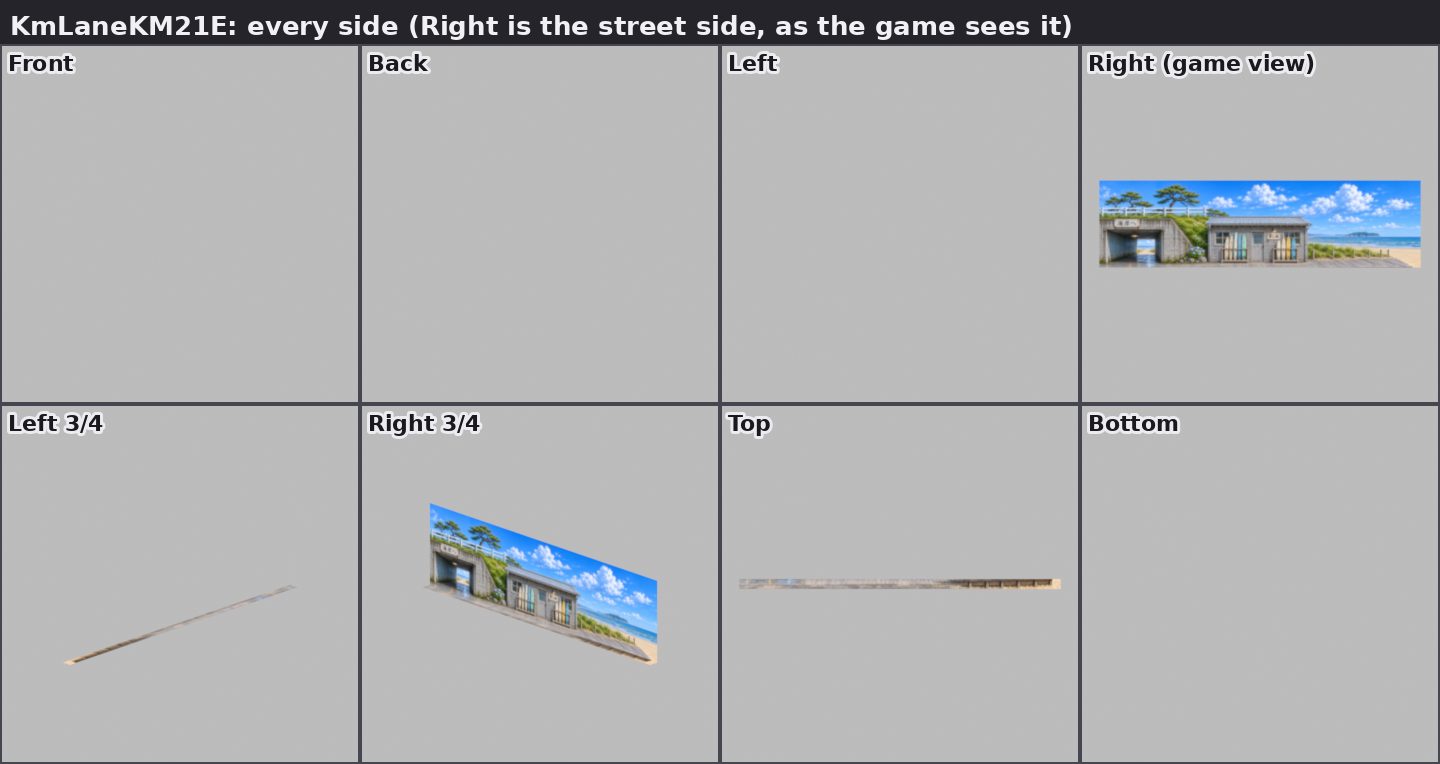 KmLaneKM21E: every side (Right is the street side, as the game sees it)
Front
Back
Left
Right (game view)
Left 3/4
Right 3/4
Top
Bottom